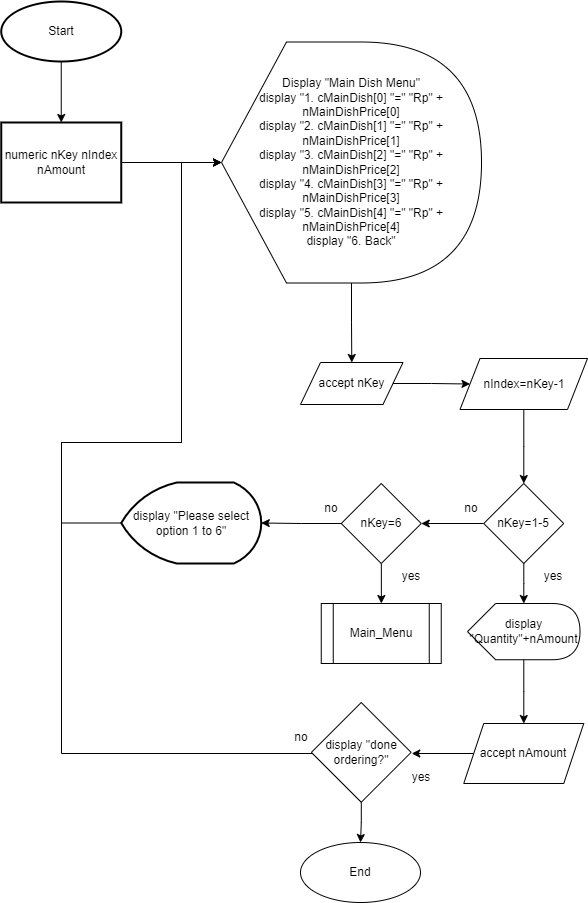 Start
numeric nKey nIndex
nAmount
Display "Main Dish Menu"
display "1. cMainDish[0] "=" "Rp" +
nMainDishPrice[0]
display "2. cMainDish[1] "=" "Rp" +
nMainDishPrice[1]
display "3. cMainDish[2] "=" "Rp" +
nMainDishPrice[2]
display "4. cMainDish[3] "=" "Rp" +
nMainDishPrice[3]
display "5. cMainDish[4] "=" "Rp" +
nMainDishPrice[4]
display "6. Back"
accept nKey
nIndex=nKey-1
nKey=1-5
no
nKey=6
no
display "Please select
option 1 to 6"
yes
Main_Menu
yes
display
"Quantity"+nAmount
accept nAmount
display "done
ordering?"
no
yes
End